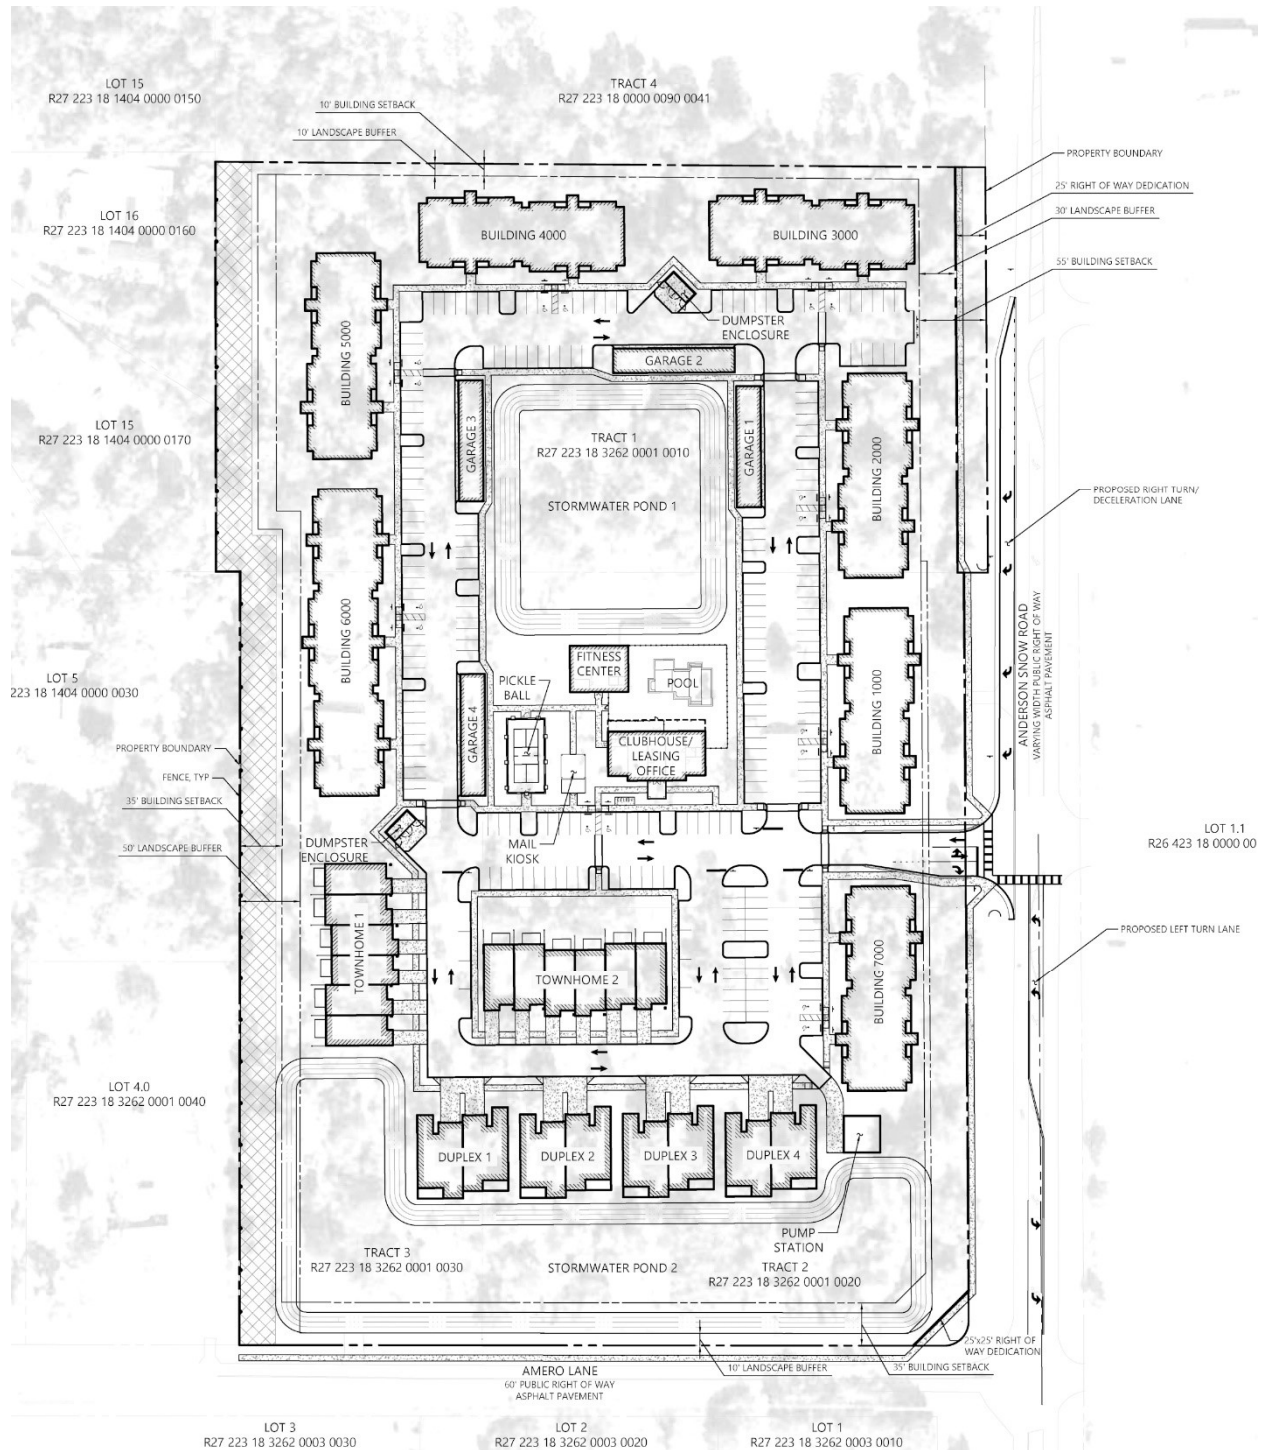 LOT 15
R27 223 18 1404 0000 0150
TRACT 4
R27 223 18 0000 0090 0041
10' BUILDING SETBACK
10' LANDSCAPE BUFFER
PROPERTY BOUNDARY
25' RIGHT OF WAY DEDICATION
30' LANDSCAPE BUFFER
55' BUILDING SETBACK
LOT 16
R27 223 18 1404 0000 0160
BUILDING 4000
BUILDING 3000
DUMPSTER
ENCLOSURE
GARAGE 2
BUILDING 5000
GARAGE 3
GARAGE 1
BUILDING 2000
LOT 15
R27 223 18 1404 0000 0170
TRACT 1
R27 223 18 3262 0001 0010
STORMWATER POND 1
PROPOSED RIGHT TURN/
DECELERATION LANE
BUILDING 6000
BUILDING 1000
ANDERSON SNOW ROAD
VARYING WIDTH PUBLIC RIGHT OF WAY
ASPHALT PAVEMENT
LOT 5
223 18 1404 0000 0030
FITNESS
CENTER
POOL
PICKLE
BALL
GARAGE 4
CLUBHOUSE/
LEASING
OFFICE
PROPERTY BOUNDARY
FENCE, TYP
35' BUILDING SETBACK
50' LANDSCAPE BUFFER
DUMPSTER
ENCLOSURE
MAIL
KIOSK
LOT 1.1
R26 423 18 0000 00
TOWNHOME 1
TOWNHOME 2
BUILDING 7000
PROPOSED LEFT TURN LANE
LOT 4.0
R27 223 18 3262 0001 0040
DUPLEX 1
DUPLEX 2
DUPLEX 3
DUPLEX 4
PUMP
STATION
TRACT 3
R27 223 18 3262 0001 0030
STORMWATER POND 2
TRACT 2
R27 223 18 3262 0001 0020
25'x25' RIGHT OF
WAY DEDICATION
10' LANDSCAPE BUFFER
35' BUILDING SETBACK
AMERO LANE
60' PUBLIC RIGHT OF WAY
ASPHALT PAVEMENT
LOT 3
R27 223 18 3262 0003 0030
LOT 2
R27 223 18 3262 0003 0020
LOT 1
R27 223 18 3262 0003 0010